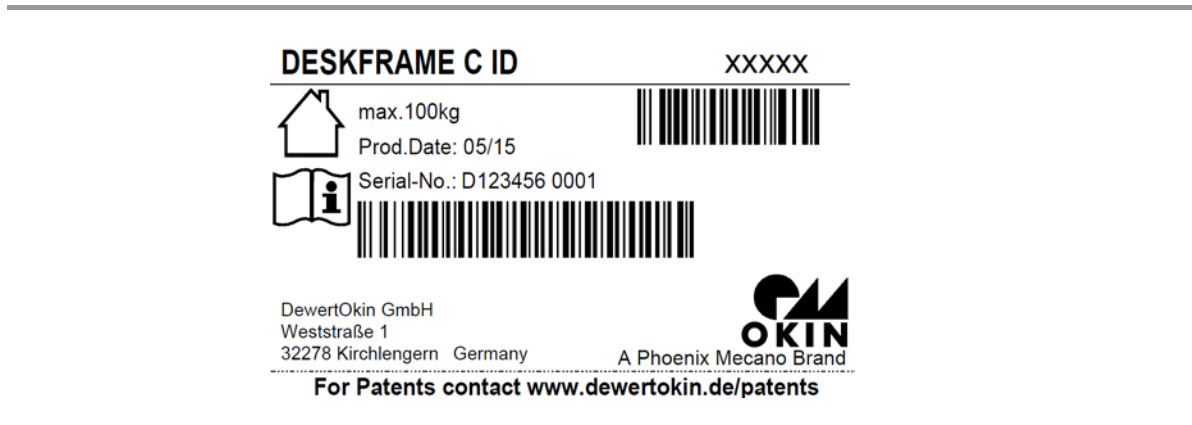 DESKFRAME C ID
XXXXX
max.100kg
Prod.Date: 05/15
Serial-No.: D123456 0001
DewertOkin GmbH
Weststraße 1
32278 Kirchlengern Germany
OKIN
A Phoenix Mecano Brand
For Patents contact www.dewertokin.de/patents